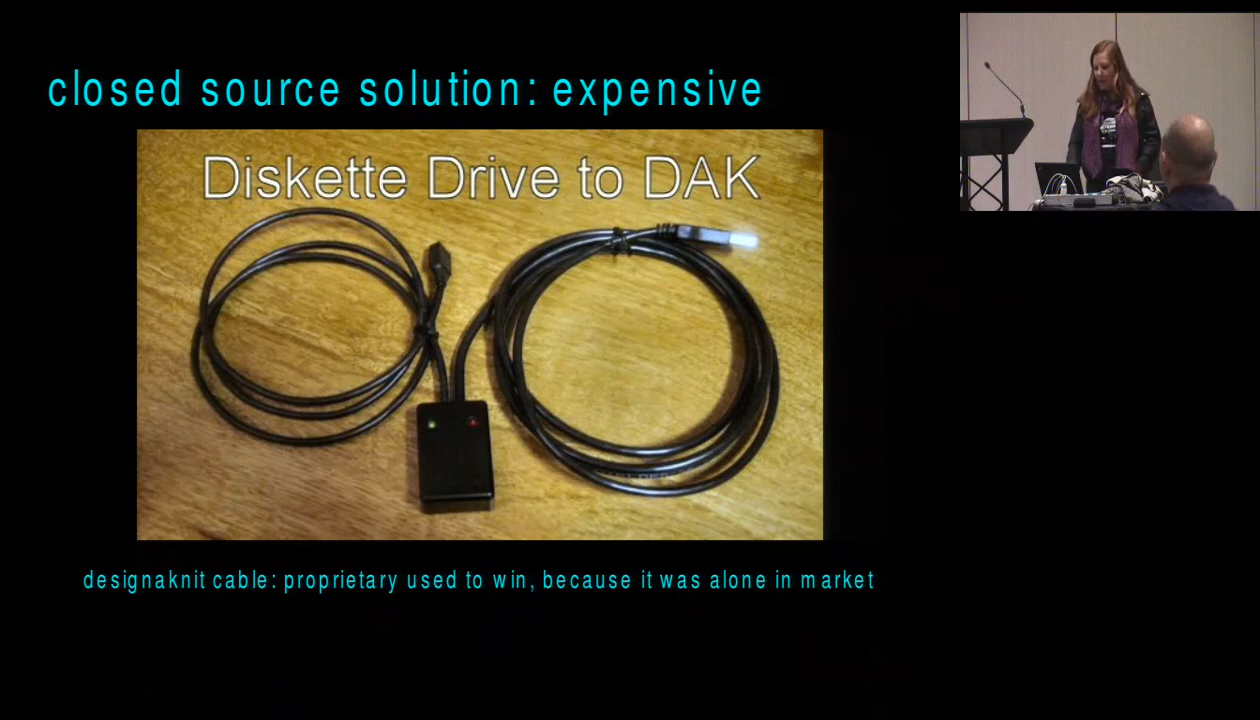 closed source solution: expensive
Diskette Drive to DAK
designaknit cable: proprietary used to win, because it was alone in market